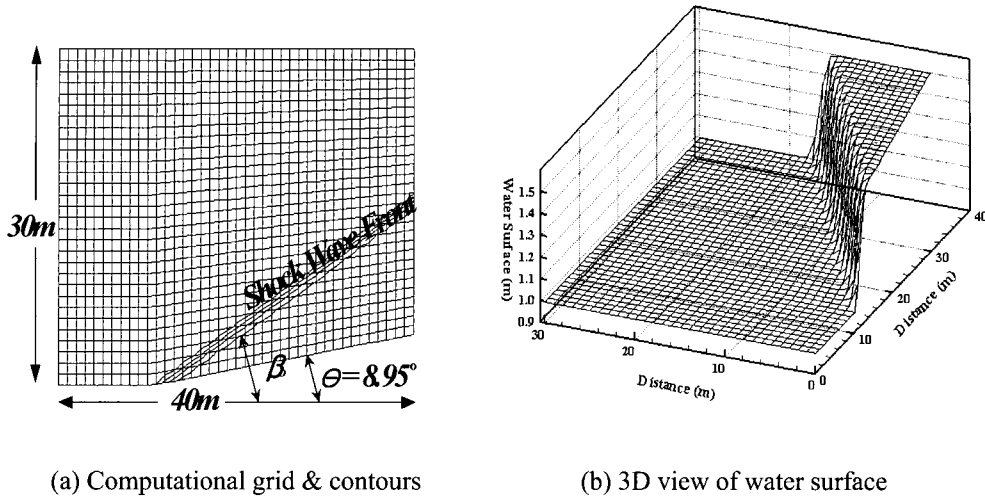 30m
Shock Wave Front
β
θ=8.95°
40m
Water Surface (m)
1.5
1.4
1.3
1.2
1.1
1.0
0.9
30
20
10
0
Distance (m)
0
10
20
30
40
Distance (m)
(a) Computational grid & contours
(b) 3D view of water surface